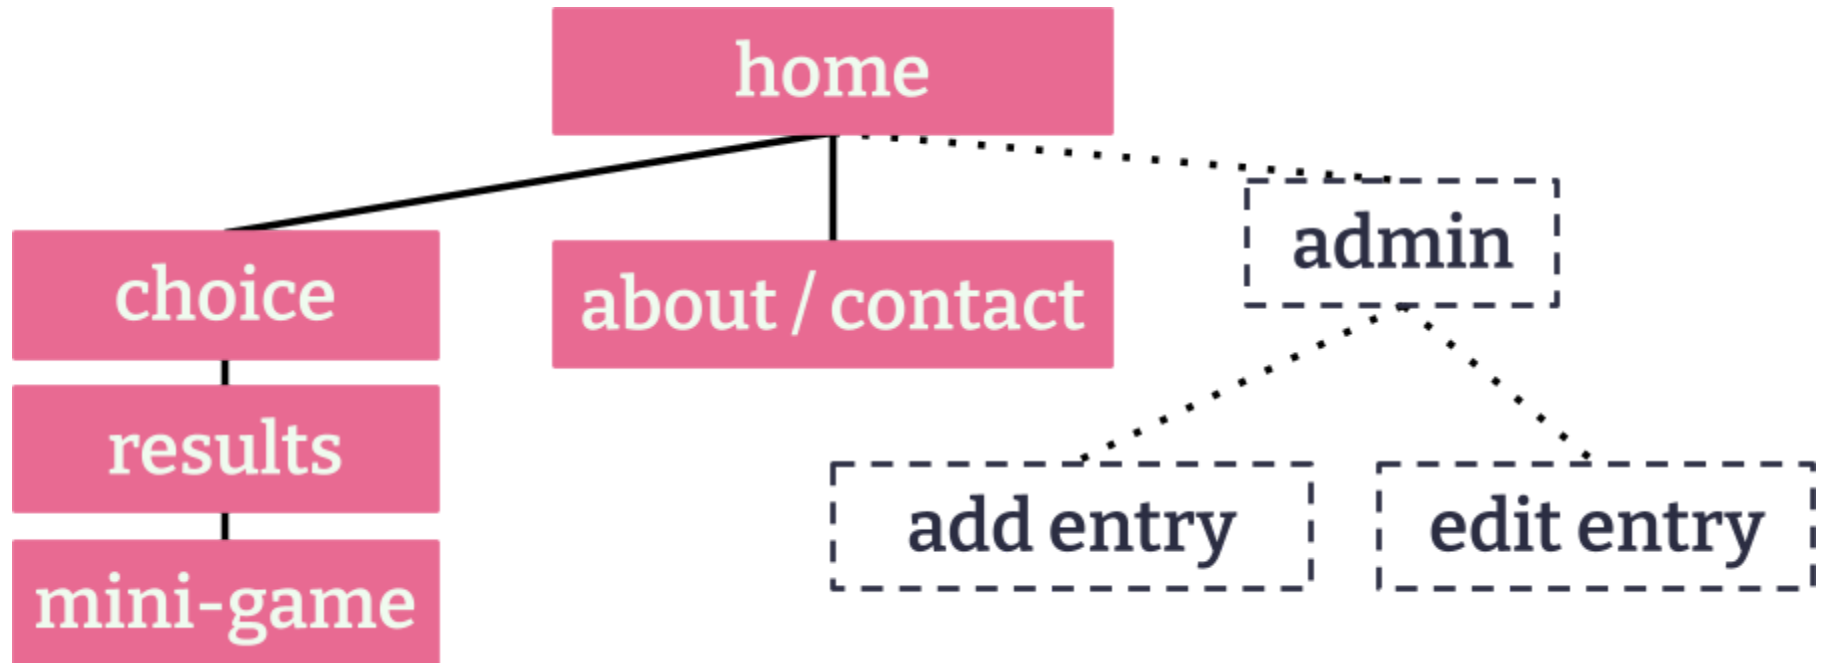 home
choice
about / contact
admin
results
add entry
edit entry
mini-game